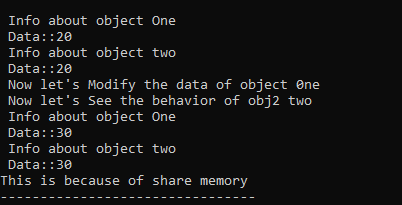 Info about object One
Data::20
Info about object two
Data::20
Now let's Modify the data of object 0ne
Now let's See the behavior of obj2 two
Info about object One
Data::30
Info about object two
Data::30
This is because of share memory
--------------------------------